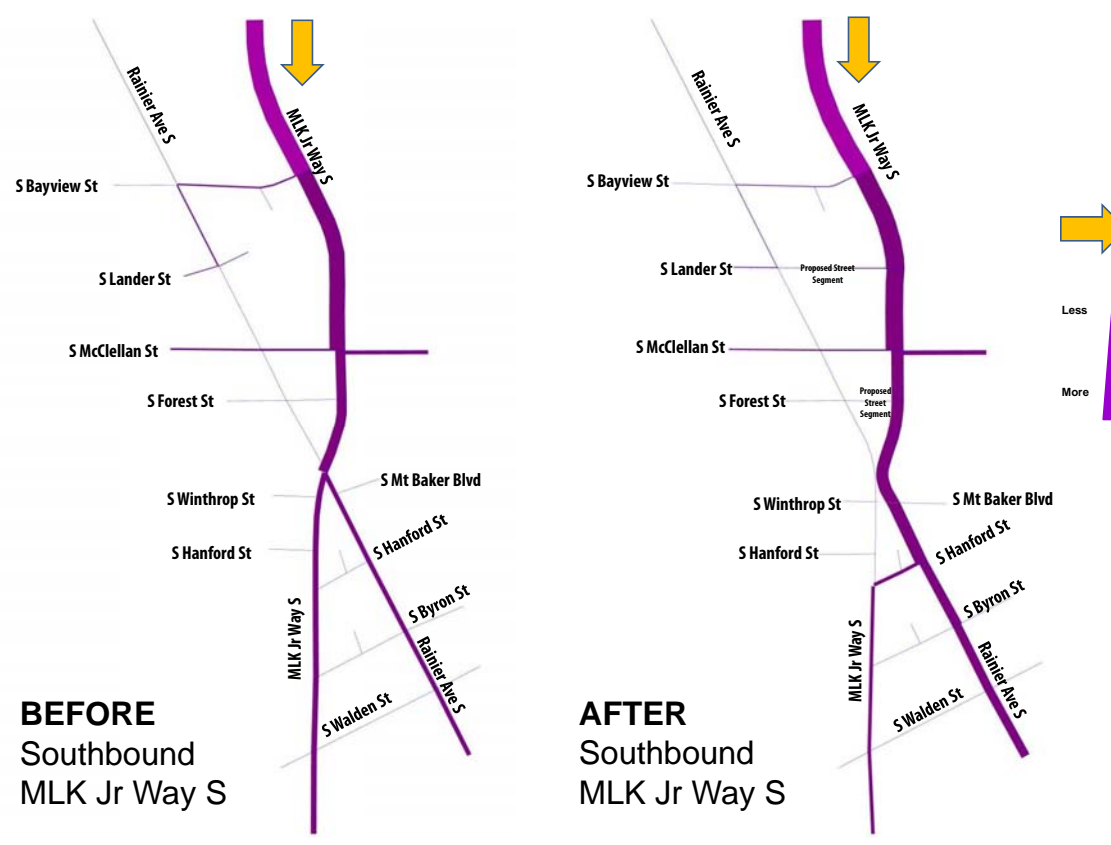 Rainier Ave S
MLK Jr Way S
S Bayview St
S Lander St
S McClellan St
S Forest St
S Mt Baker Blvd
S Winthrop St
S Hanford St
S Hanford St
S Byron St
MLK Jr Way S
Rainier Ave S
S Walden St
BEFORE
Southbound
MLK Jr Way S
Rainier Ave S
MLK Jr Way S
S Bayview St
S Lander St
Proposed Street
Segment
S McClellan St
S Forest St
Proposed
Street
Segment
S Winthrop St
S Mt Baker Blvd
S Hanford St
S Hanford St
S Byron St
MLK Jr Way S
Rainier Ave S
S Walden St
AFTER
Southbound
MLK Jr Way S
Less
More